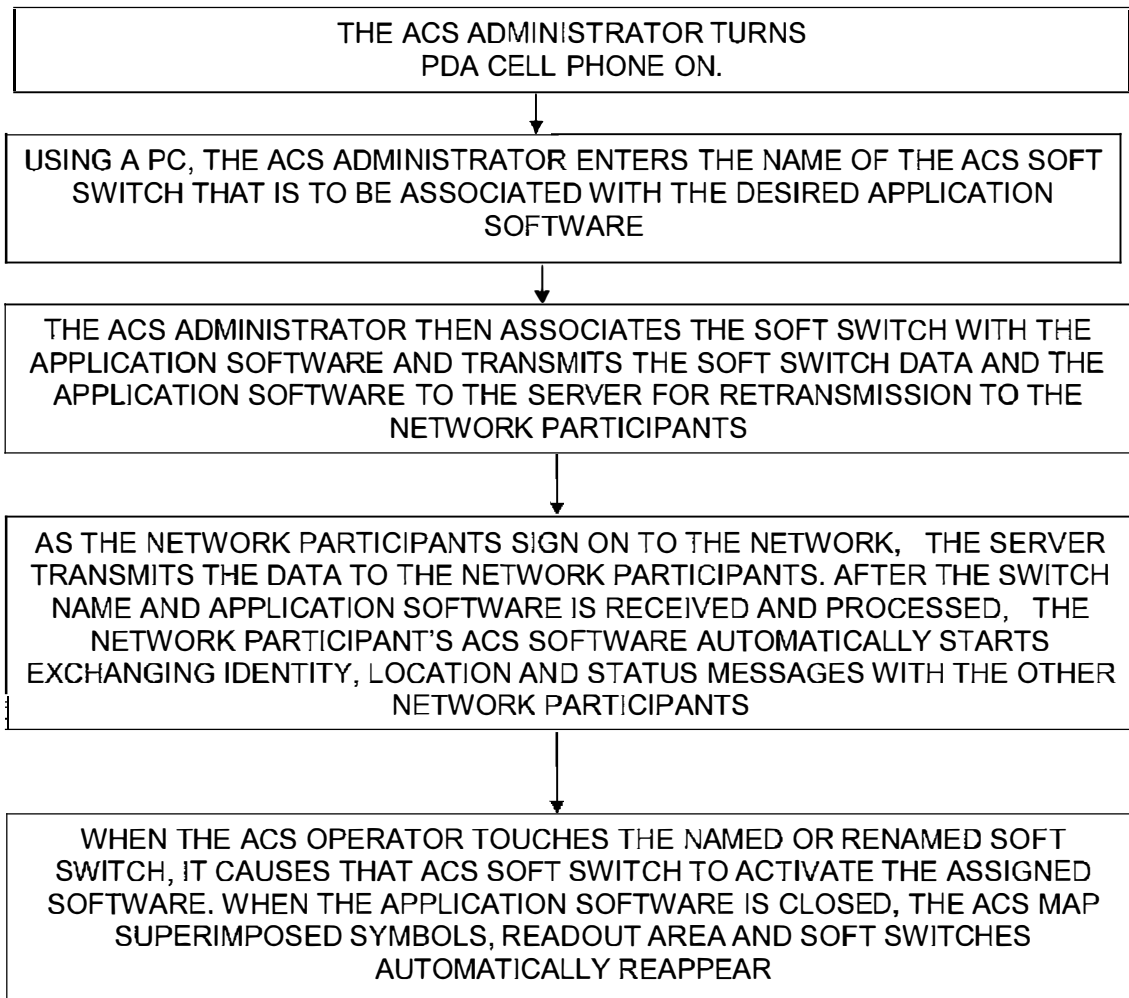 THE ACS ADMINISTRATOR TURNS
PDA CELL PHONE ON.
USING A PC, THE ACS ADMINISTRATOR ENTERS THE NAME OF THE ACS SOFT
SWITCH THAT IS TO BE ASSOCIATED WITH THE DESIRED APPLICATION
SOFTWARE
THE ACS ADMINISTRATOR THEN ASSOCIATES THE SOFT SWITCH WITH THE
APPLICATION SOFTWARE AND TRANSMITS THE SOFT SWITCH DATA AND THE
APPLICATION SOFTWARE TO THE SERVER FOR RETRANSMISSION TO THE
NETWORK PARTICIPANTS
AS THE NETWORK PARTICIPANTS SIGN ON TO THE NETWORK, THE SERVER
TRANSMITS THE DATA TO THE NETWORK PARTICIPANTS. AFTER THE SWITCH
NAME AND APPLICATION SOFTWARE IS RECEIVED AND PROCESSED, THE
NETWORK PARTICIPANT'S ACS SOFTWARE AUTOMATICALLY STARTS
EXCHANGING IDENTITY, LOCATION AND STATUS MESSAGES WITH THE OTHER
NETWORK PARTICIPANTS
WHEN THE ACS OPERATOR TOUCHES THE NAMED OR RENAMED SOFT
SWITCH, IT CAUSES THAT ACS SOFT SWITCH TO ACTIVATE THE ASSIGNED
SOFTWARE. WHEN THE APPLICATION SOFTWARE IS CLOSED, THE ACS MAP
SUPERIMPOSED SYMBOLS, READOUT AREA AND SOFT SWITCHES
AUTOMATICALLY REAPPEAR